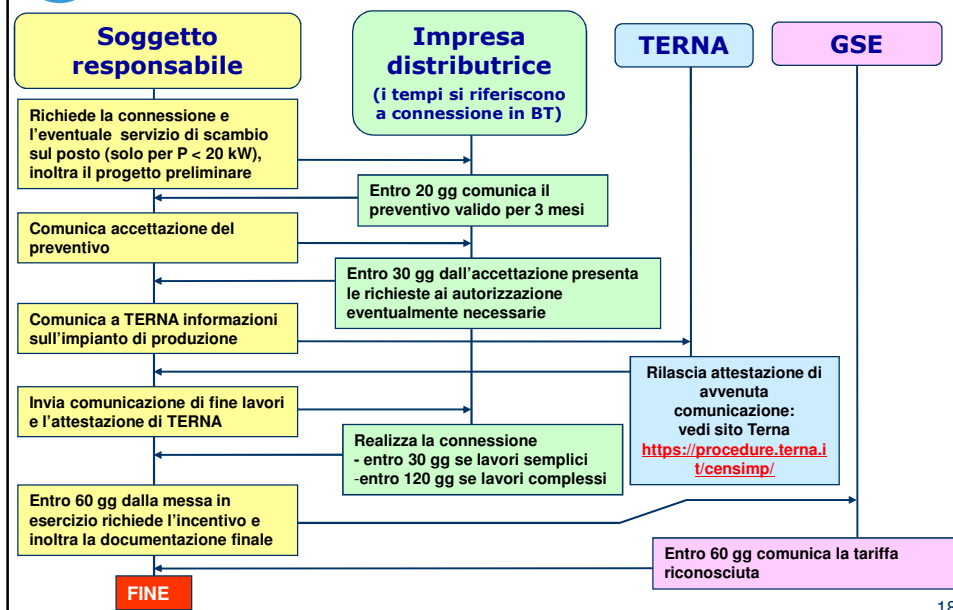 Soggetto
responsabile
Impresa
distributrice
(i tempi si riferiscono
a connessione in BT)
TERNA
GSE
Richiede la connessione e
l'eventuale servizio di scambio
sul posto (solo per P < 20 kW),
inoltra il progetto preliminare
Entro 20 gg comunica il
preventivo valido per 3 mesi
Comunica accettazione del
preventivo
Entro 30 gg dall'accettazione presenta
le richieste ai autorizzazione
eventualmente necessarie
Comunica a TERNA informazioni
sull'impianto di produzione
Rilascia attestazione di
avvenuta
comunicazione:
vedi sito Terna
https://procedure.terna.i
t/censimp/
Invia comunicazione di fine lavori
e l'attestazione di TERNA
Realizza la connessione
- entro 30 gg se lavori semplici
-entro 120 gg se lavori complessi
Entro 60 gg dalla messa in
esercizio richiede l'incentivo e
inoltra la documentazione finale
Entro 60 gg comunica la tariffa
riconosciuta
FINE
18